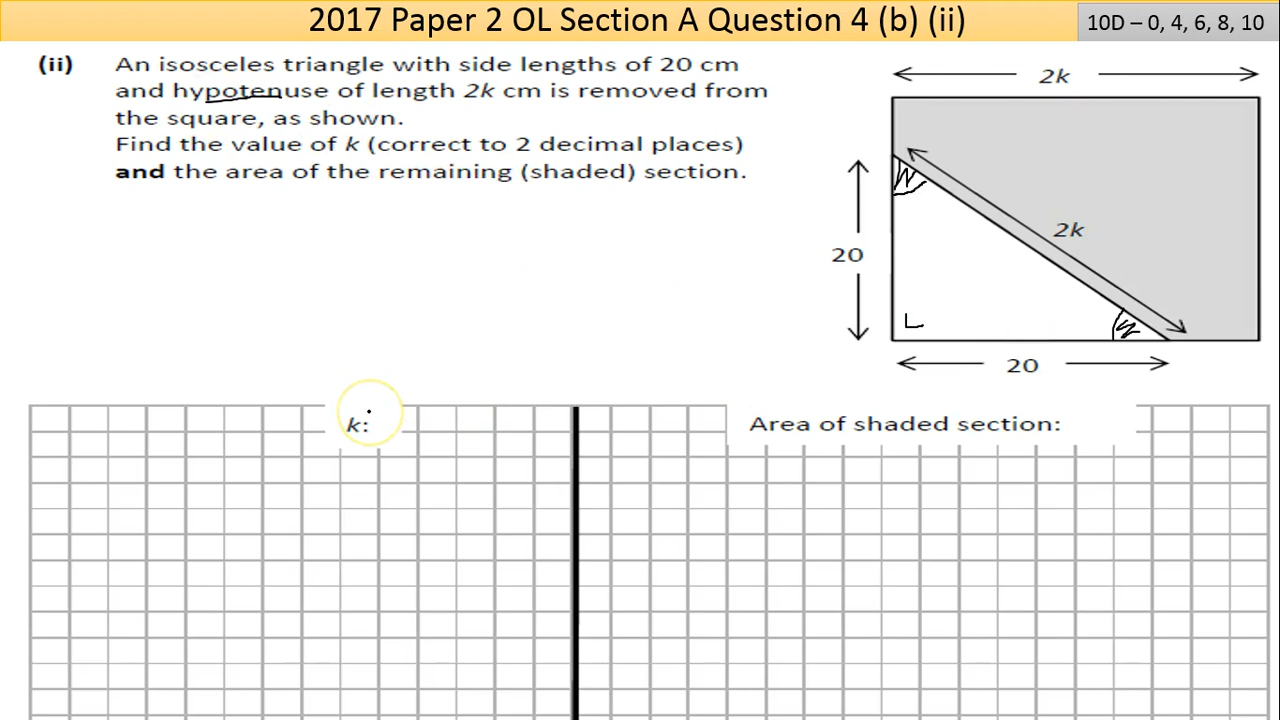 2017 Paper 2 OL Section A Question 4 (b) (ii)
10D – 0, 4, 6, 8, 10
(ii) An isosceles triangle with side lengths of 20 cm
and hypotenuse of length 2k cm is removed from
the square, as shown.
Find the value of k (correct to 2 decimal places)
and the area of the remaining (shaded) section.
2k
2k
20
20
k:
Area of shaded section: